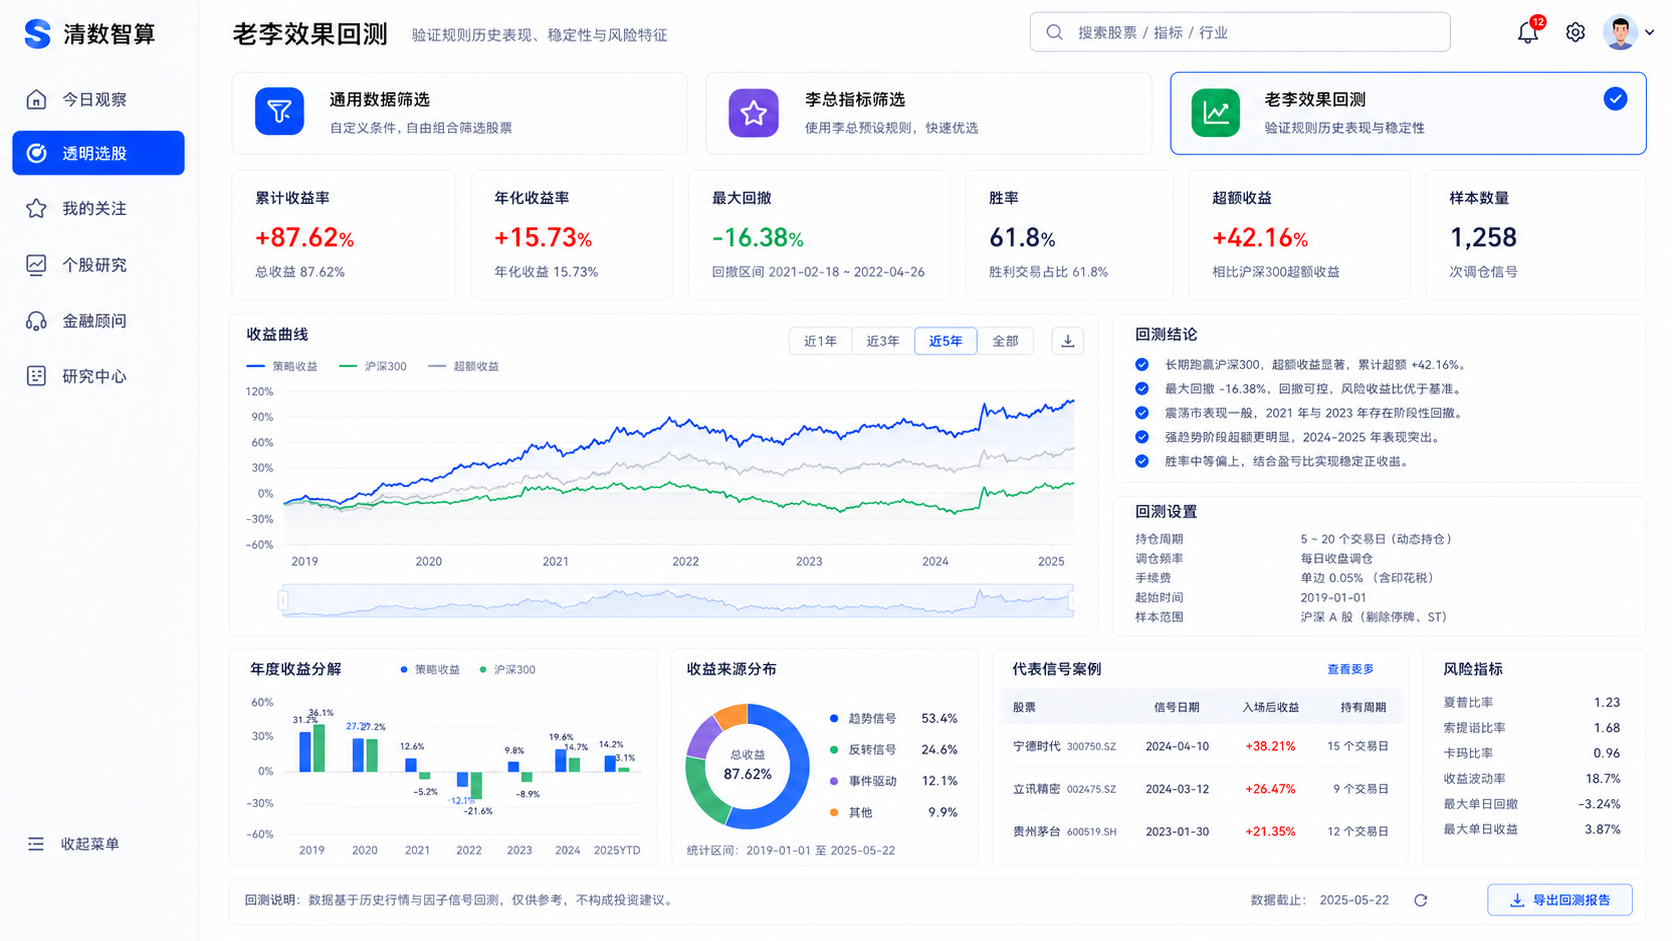 清数智算
老李效果回测
验证规则历史表现、稳定性与风险特征
搜索股票 / 指标 / 行业
12
今日观察
透明选股
我的关注
个股研究
金融顾问
研究中心
收起菜单
通用数据筛选
自定义条件, 自由组合筛选股票
李总指标筛选
使用李总预设规则，快速优选
老李效果回测
验证规则历史表现与稳定性
累计收益率
+87.62%
总收益 87.62%
年化收益率
+15.73%
年化收益 15.73%
最大回撤
-16.38%
回撤区间 2021-02-18 ~ 2022-04-26
胜率
61.8%
胜利交易占比 61.8%
超额收益
+42.16%
相比沪深300超额收益
样本数量
1,258
次调仓信号
收益曲线
近1年 近3年 近5年 全部
策略收益 沪深300 超额收益
120%
90%
60%
30%
0%
-30%
-60%
2019 2020 2021 2022 2023 2024 2025
回测结论
长期跑赢沪深300，超额收益显著，累计超额 +42.16%。
最大回撤 -16.38%，回撤可控，风险收益比优于基准。
震荡市表现一般，2021 年与 2023 年存在阶段性回撤。
强趋势阶段超额更明显，2024-2025 年表现突出。
胜率中等偏上，结合盈亏比实现稳定正收益。
回测设置
持仓周期 5 ~ 20 个交易日 (动态持仓)
调仓频率 每日收盘调仓
手续费 单边 0.05% （含印花税）
起始时间 2019-01-01
样本范围 沪深 A 股（剔除停牌、ST）
年度收益分解
策略收益 沪深300
60%
30%
0%
-30%
-60%
31.2% 36.1%
27.2%
12.6% -5.2%
-12.1% -21.6%
9.8% -8.9%
19.6% 14.7%
14.2% 3.1%
2019 2020 2021 2022 2023 2024 2025YTD
收益来源分布
总收益
87.62%
趋势信号 53.4%
反转信号 24.6%
事件驱动 12.1%
其他 9.9%
统计区间：2019-01-01 至 2025-05-22
代表信号案例
查看更多
股票 信号日期 入场后收益 持有周期
宁德时代 300750.SZ 2024-04-10 +38.21% 15 个交易日
立讯精密 002475.SZ 2024-03-12 +26.47% 9 个交易日
贵州茅台 600519.SH 2023-01-30 +21.35% 12 个交易日
风险指标
夏普比率 1.23
索提诺比率 1.68
卡玛比率 0.96
收益波动率 18.7%
最大单日回撤 -3.24%
最大单日收益 3.87%
回测说明：数据基于历史行情与因子信号回测，仅供参考，不构成投资建议。
数据截止： 2025-05-22
导出回测报告